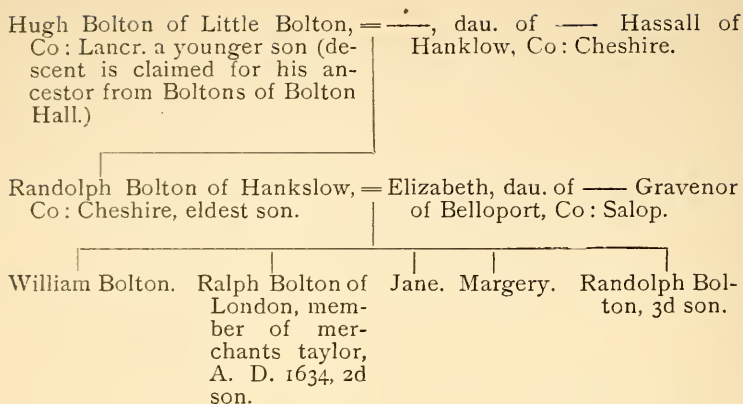 Hugh Bolton of Little Bolton, = ——, dau. of —— Hassall of
Co : Lancr. a younger son (de-
scent is claimed for his an-
cestor from Boltons of Bolton
Hall.)
Hanklow, Co : Cheshire.
Randolph Bolton of Hankslow, = Elizabeth, dau. of —— Gravenor
Co : Cheshire, eldest son.
of Belloport, Co : Salop.
William Bolton.
Ralph Bolton of
London, mem-
ber of mer-
chants taylor,
A. D. 1634, 2d
son.
Jane.
Margery.
Randolph Bol-
ton, 3d son.